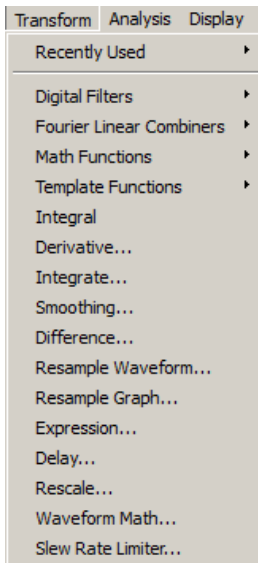 Transform Analysis Display
Recently Used
Digital Filters
Fourier Linear Combiners
Math Functions
Template Functions
Integral
Derivative...
Integrate...
Smoothing...
Difference...
Resample Waveform...
Resample Graph...
Expression...
Delay...
Rescale...
Waveform Math...
Slew Rate Limiter...